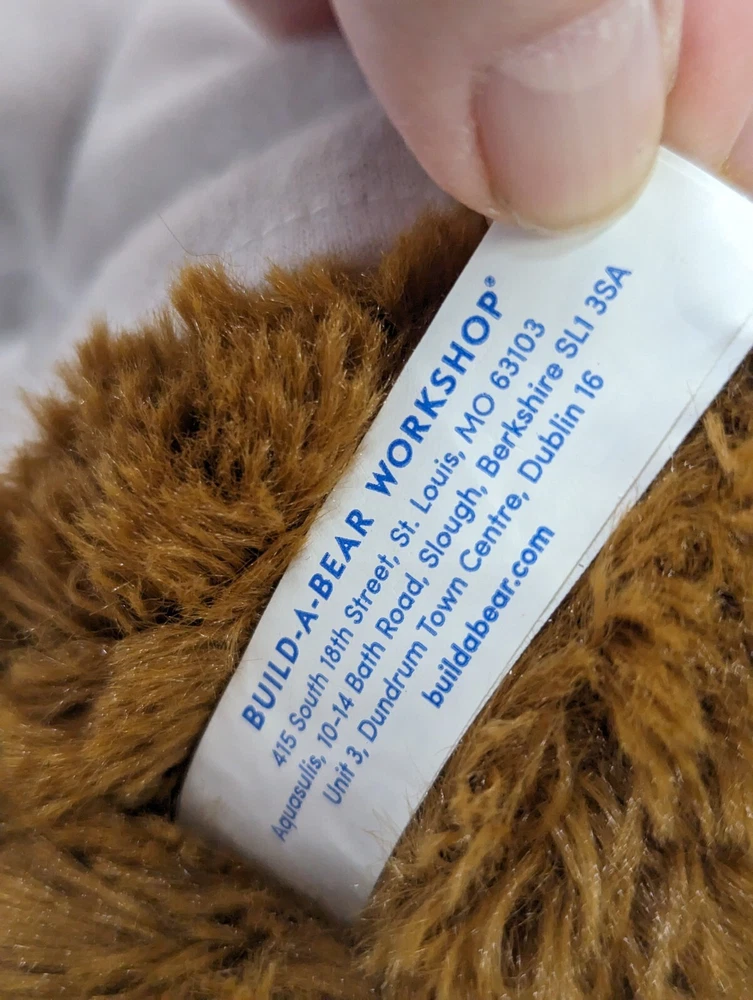 BUILD-A-BEAR WORKSHOP®
415 South 18th Street, St. Louis, MO 63103
Aquasulis, 10-14 Bath Road, Slough, Berkshire SL1 3SA
Unit 3, Dundrum Town Centre, Dublin 16
buildabear.com